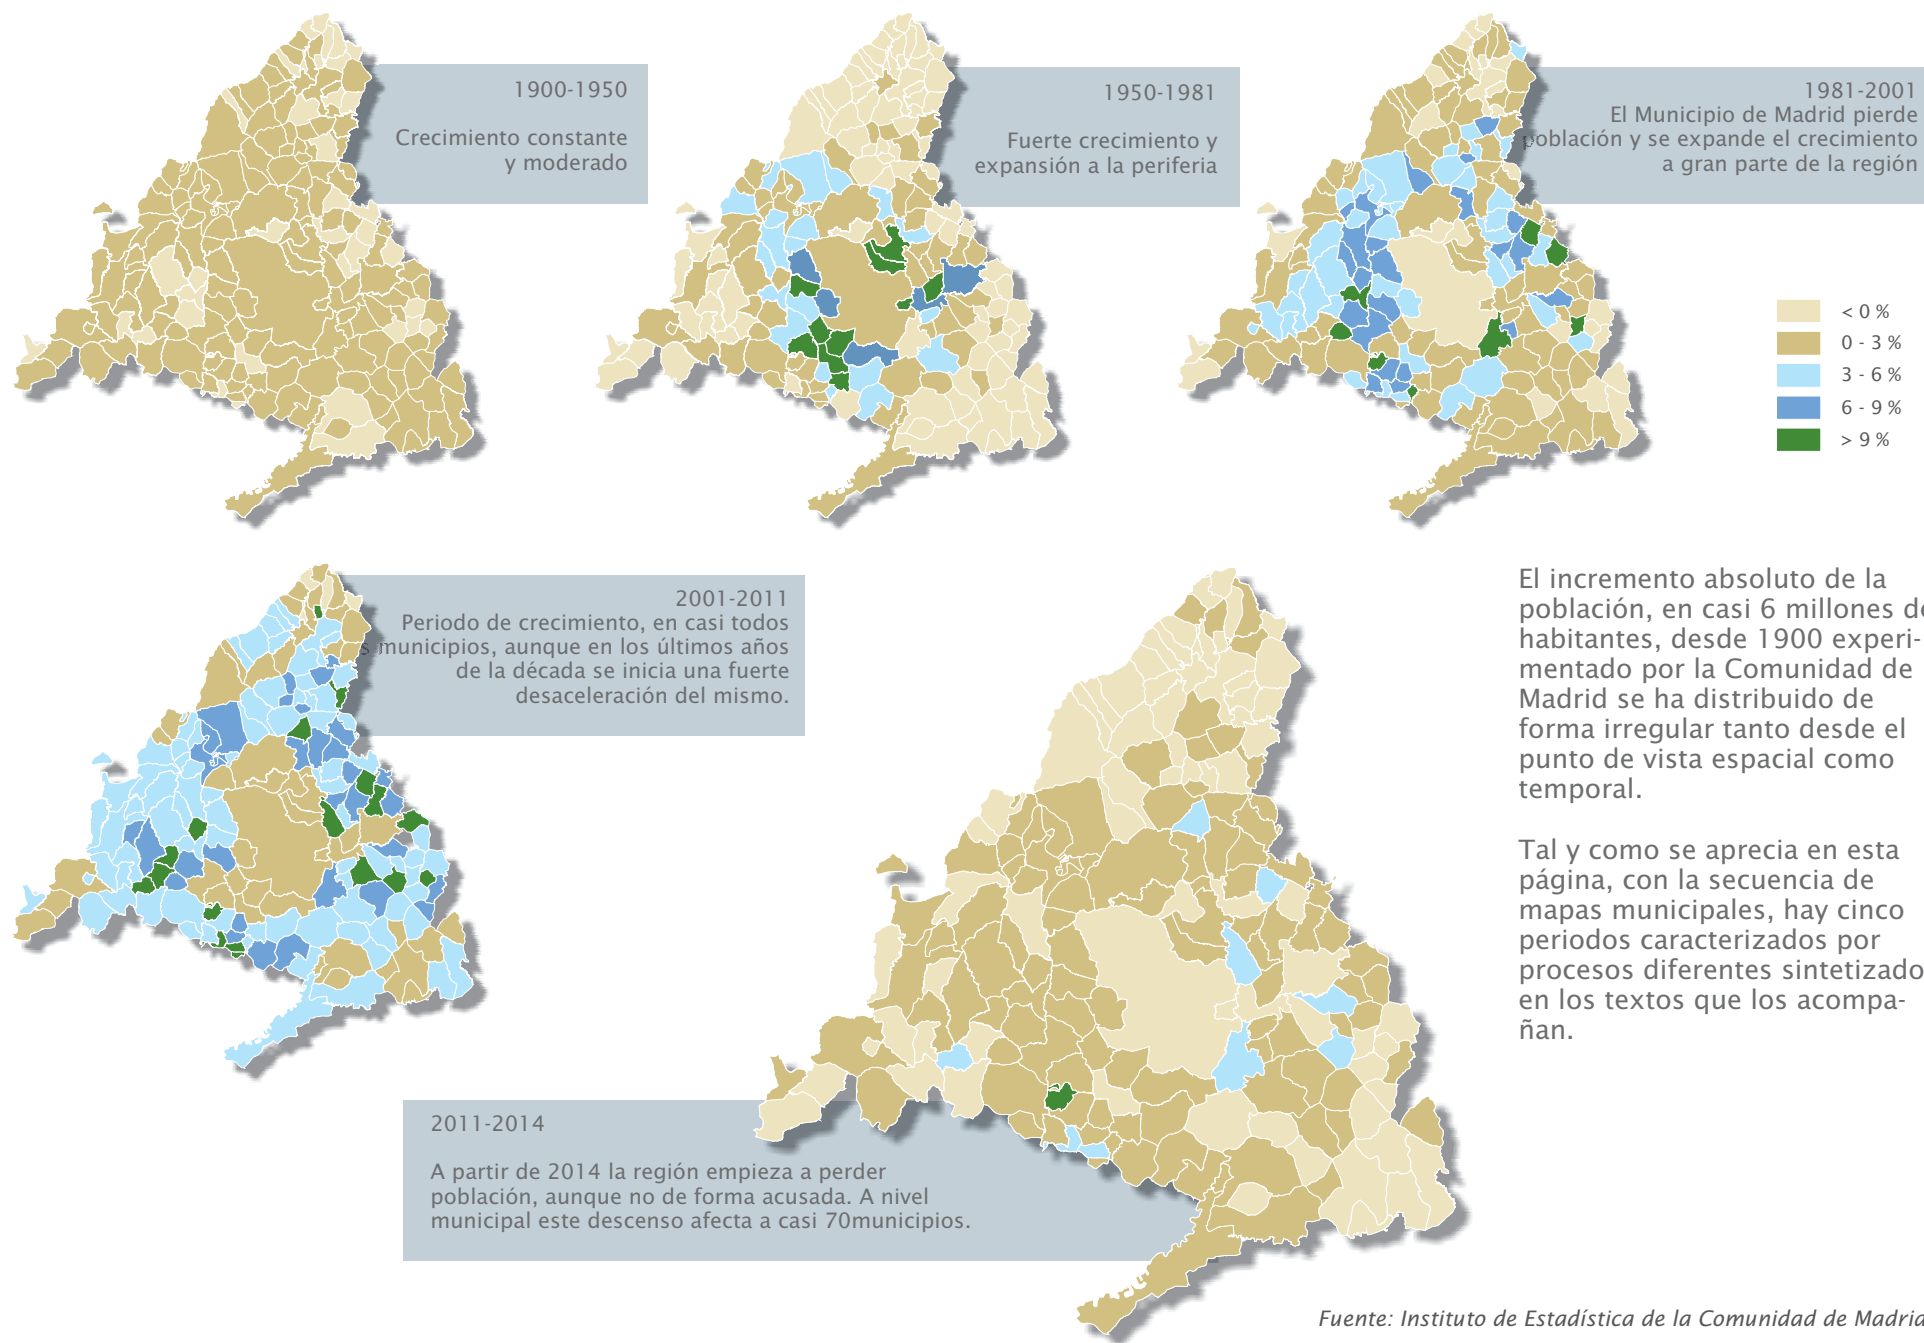 1900-1950
Crecimiento constante
y moderado
1950-1981
Fuerte crecimiento y
expansión a la periferia
1981-2001
El Municipio de Madrid pierde
población y se expande el crecimiento
a gran parte de la región
< 0 %
0 - 3 %
3 - 6 %
6 - 9 %
> 9 %
2001-2011
Periodo de crecimiento, en casi todos
s municipios, aunque en los últimos años
de la década se inicia una fuerte
desaceleración del mismo.
El incremento absoluto de la
población, en casi 6 millones de
habitantes, desde 1900 experi-
mentado por la Comunidad de
Madrid se ha distribuido de
forma irregular tanto desde el
punto de vista espacial como
temporal.
Tal y como se aprecia en esta
página, con la secuencia de
mapas municipales, hay cinco
periodos caracterizados por
procesos diferentes sintetizado
en los textos que los acompa-
ñan.
2011-2014
A partir de 2014 la región empieza a perder
población, aunque no de forma acusada. A nivel
municipal este descenso afecta a casi 70municipios.
Fuente: Instituto de Estadística de la Comunidad de Madrid